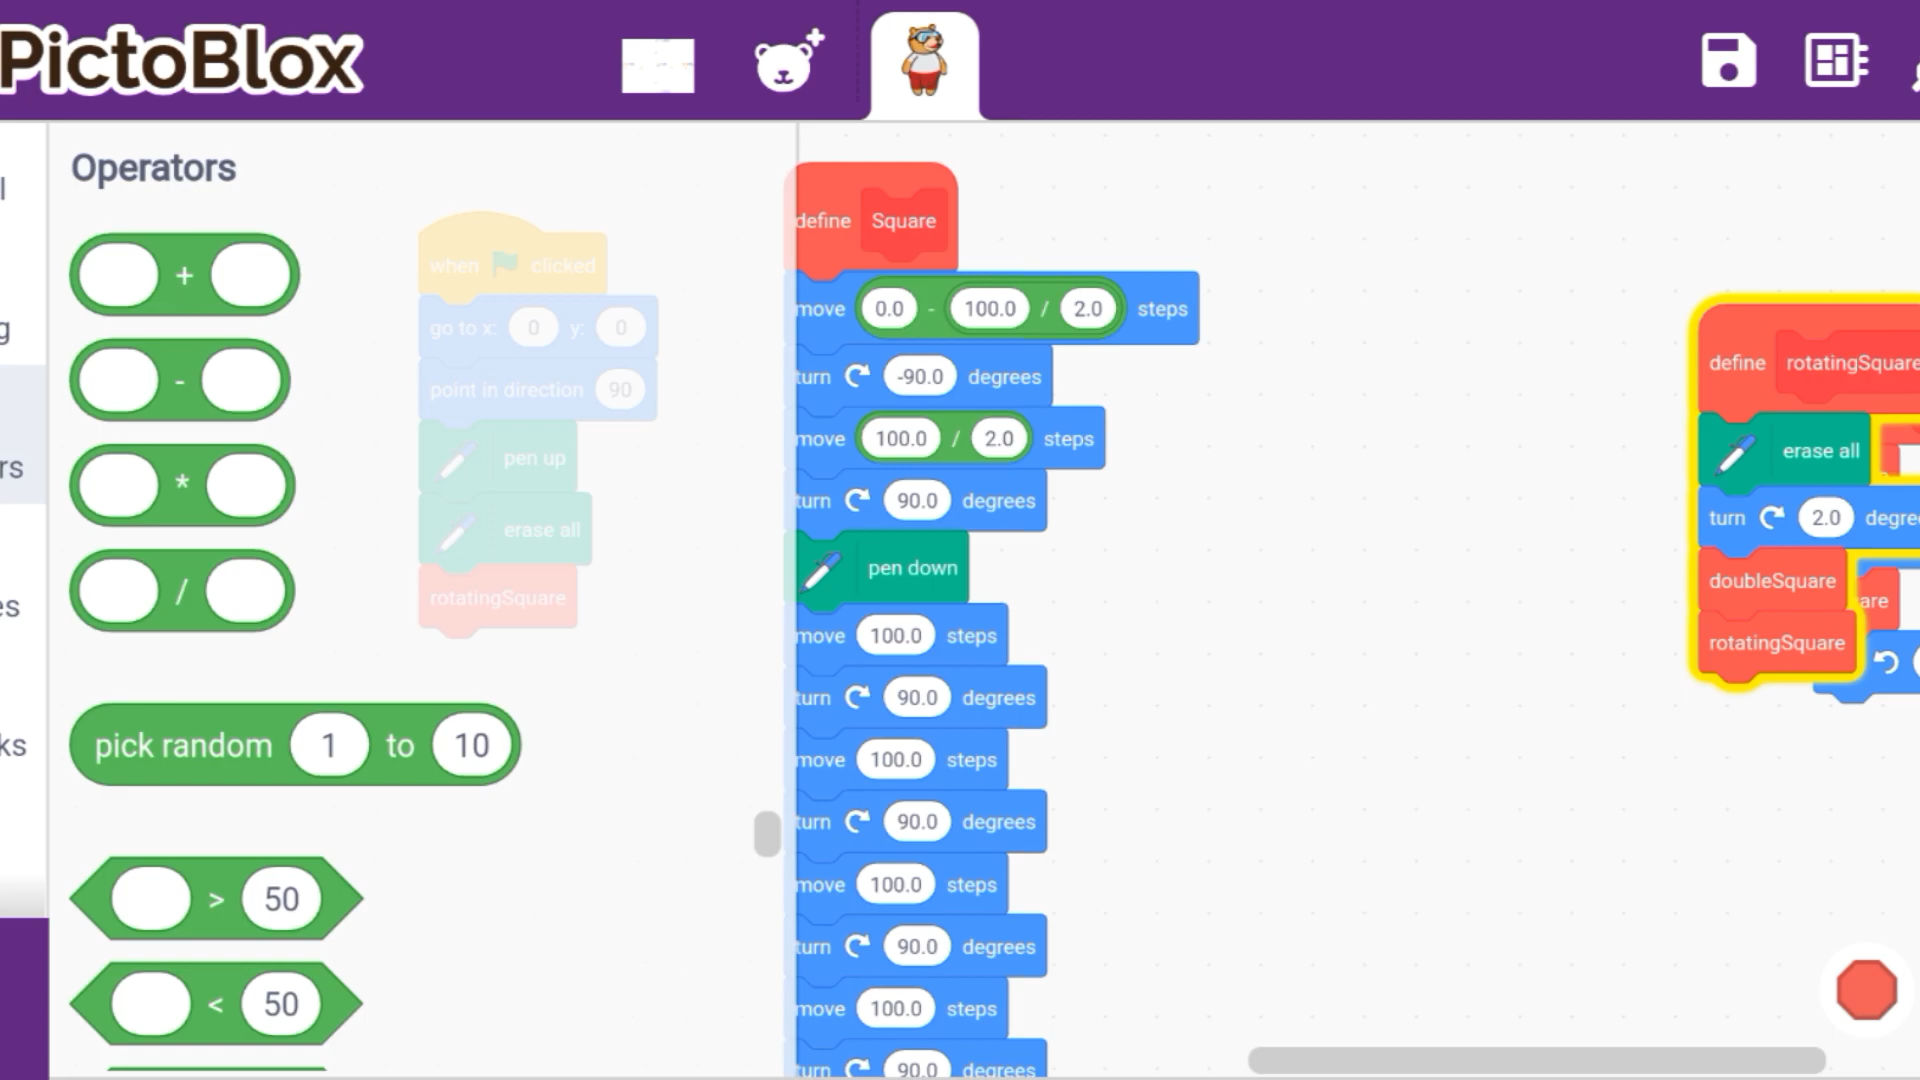 PictoBlox
Operators
+
-
*
/
pick random 1 to 10
> 50
< 50
when clicked
go to x: 0 y: 0
point in direction 90
pen up
erase all
rotatingSquare
define Square
move 0.0 - 100.0 / 2.0 steps
turn -90.0 degrees
move 100.0 / 2.0 steps
turn 90.0 degrees
pen down
move 100.0 steps
turn 90.0 degrees
move 100.0 steps
turn 90.0 degrees
move 100.0 steps
turn 90.0 degrees
move 100.0 steps
turn 90.0 degrees
define rotatingSquare
erase all
turn 2.0 degre
doubleSquare
rotatingSquare